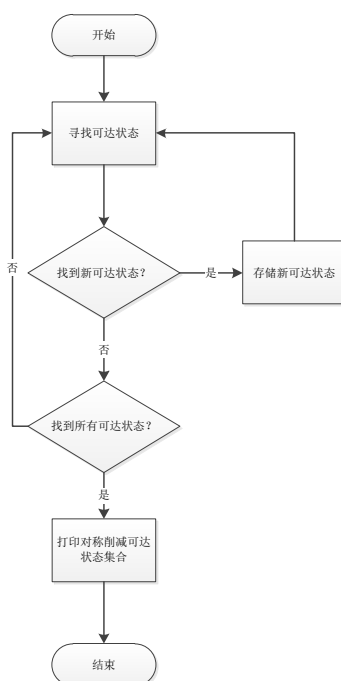 开始
寻找可达状态
找到新可达状态？
是
存储新可达状态
否
否
找到所有可达状态？
是
打印对称削减可达
状态集合
结束